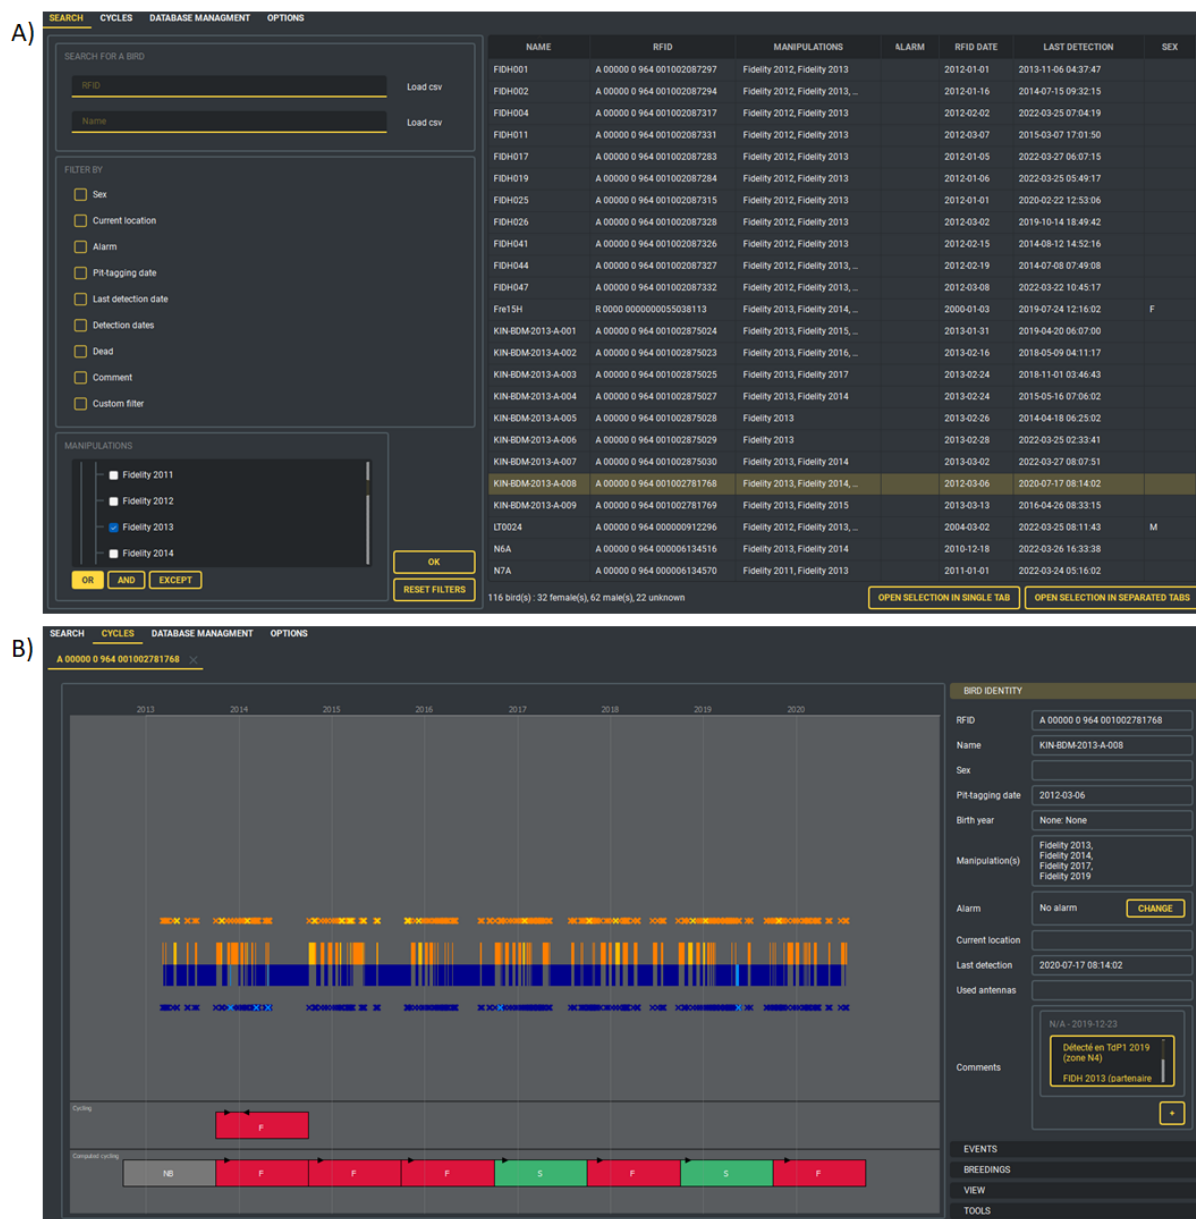 A)
SEARCH CYCLES DATABASE MANAGMENT OPTIONS
SEARCH FOR A BIRD
RFID
Load csv
Name
Load csv
FILTER BY
Sex
Current location
Alarm
Pit-tagging date
Last detection date
Detection dates
Dead
Comment
Custom filter
MANIPULATIONS
Fidelity 2011
Fidelity 2012
Fidelity 2013
Fidelity 2014
OR AND EXCEPT
OK
RESET FILTERS
NAME RFID MANIPULATIONS ALARM RFID DATE LAST DETECTION SEX
FIDH001 A 00000 0 964 001002087297 Fidelity 2012, Fidelity 2013 2012-01-01 2013-11-06 04:37:47
FIDH002 A 00000 0 964 001002087294 Fidelity 2012, Fidelity 2013, ... 2012-01-16 2014-07-15 09:32:15
FIDH004 A 00000 0 964 001002087317 Fidelity 2012, Fidelity 2013 2012-02-02 2022-03-25 07:04:19
FIDH011 A 00000 0 964 001002087331 Fidelity 2012, Fidelity 2013 2012-03-07 2015-03-07 17:01:50
FIDH017 A 00000 0 964 001002087283 Fidelity 2012, Fidelity 2013 2012-01-05 2022-03-27 06:07:15
FIDH019 A 00000 0 964 001002087284 Fidelity 2012, Fidelity 2013 2012-01-06 2022-03-25 05:49:17
FIDH025 A 00000 0 964 001002087315 Fidelity 2012, Fidelity 2013 2012-01-01 2020-02-22 12:53:06
FIDH026 A 00000 0 964 001002087328 Fidelity 2012, Fidelity 2013 2012-03-02 2019-10-14 18:49:42
FIDH041 A 00000 0 964 001002087326 Fidelity 2012, Fidelity 2013 2012-02-15 2014-08-12 14:52:16
FIDH044 A 00000 0 964 001002087327 Fidelity 2012, Fidelity 2013, ... 2012-02-19 2014-07-08 07:49:08
FIDH047 A 00000 0 964 001002087332 Fidelity 2012, Fidelity 2013, ... 2012-03-08 2022-03-22 10:45:17
Fre15H R 0000 0000000055038113 Fidelity 2013, Fidelity 2014, ... 2000-01-03 2019-07-24 12:16:02 F
KIN-BDM-2013-A-001 A 00000 0 964 001002875024 Fidelity 2013, Fidelity 2015, ... 2013-01-31 2019-04-20 06:07:00
KIN-BDM-2013-A-002 A 00000 0 964 001002875023 Fidelity 2013, Fidelity 2016, ... 2013-02-16 2018-05-09 04:11:17
KIN-BDM-2013-A-003 A 00000 0 964 001002875025 Fidelity 2013, Fidelity 2017 2013-02-24 2018-11-01 03:46:43
KIN-BDM-2013-A-004 A 00000 0 964 001002875027 Fidelity 2013, Fidelity 2014 2013-02-24 2015-05-16 07:06:02
KIN-BDM-2013-A-005 A 00000 0 964 001002875028 Fidelity 2013 2013-02-26 2014-04-18 06:25:02
KIN-BDM-2013-A-006 A 00000 0 964 001002875029 Fidelity 2013 2013-02-28 2022-03-25 02:33:41
KIN-BDM-2013-A-007 A 00000 0 964 001002875030 Fidelity 2013, Fidelity 2014 2013-03-02 2022-03-27 08:07:51
KIN-BDM-2013-A-008 A 00000 0 964 001002781768 Fidelity 2013, Fidelity 2014, ... 2012-03-06 2020-07-17 08:14:02
KIN-BDM-2013-A-009 A 00000 0 964 001002781769 Fidelity 2013, Fidelity 2015 2013-03-13 2016-04-26 08:33:15
LT0024 A 00000 0 964 000000912296 Fidelity 2012, Fidelity 2013, ... 2004-03-02 2022-03-25 08:11:43 M
N6A A 00000 0 964 000006134516 Fidelity 2013, Fidelity 2014 2010-12-18 2022-03-26 16:33:38
N7A A 00000 0 964 000006134570 Fidelity 2011, Fidelity 2013 2011-01-01 2022-03-24 05:16:02
116 bird(s) : 32 female(s), 62 male(s), 22 unknown
OPEN SELECTION IN SINGLE TAB OPEN SELECTION IN SEPARATED TABS
B)
SEARCH CYCLES DATABASE MANAGMENT OPTIONS
A 00000 0 964 001002781768
2013 2014 2015 2016 2017 2018 2019 2020
Cycling
F
Computed cycling
NB F F F S F S F
BIRD IDENTITY
RFID A 00000 0 964 001002781768
Name KIN-BDM-2013-A-008
Sex
Pit-tagging date 2012-03-06
Birth year None: None
Manipulation(s)
Fidelity 2013,
Fidelity 2014,
Fidelity 2017,
Fidelity 2019
Alarm No alarm CHANGE
Current location
Last detection 2020-07-17 08:14:02
Used antennas
Comments
N/A - 2019-12-23
Détecté en TdP1 2019
(zone N4)
FIDH 2013 (partenaire
+
EVENTS
BREEDINGS
VIEW
TOOLS